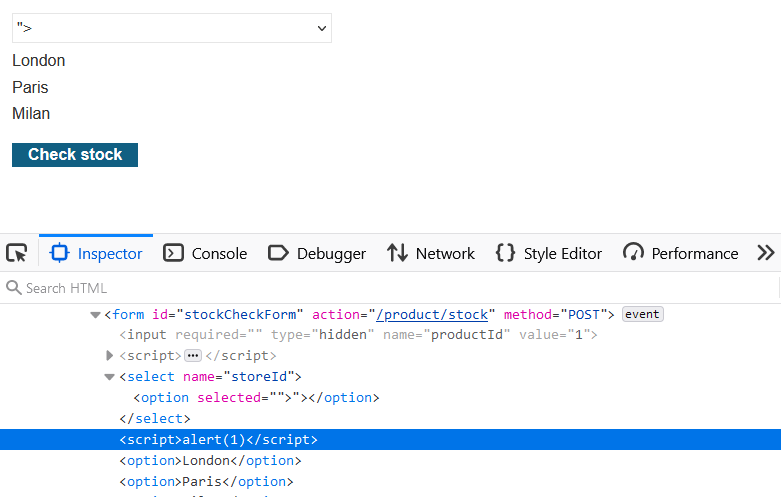 ">
London
Paris
Milan
Check stock
Inspector Console Debugger Network Style Editor Performance
Search HTML
<form id="stockCheckForm" action="/product/stock" method="POST"> event
<input required="" type="hidden" name="productId" value="1">
<script>…</script>
<select name="storeId">
<option selected="">"></option>
</select>
<script>alert(1)</script>
<option>London</option>
<option>Paris</option>